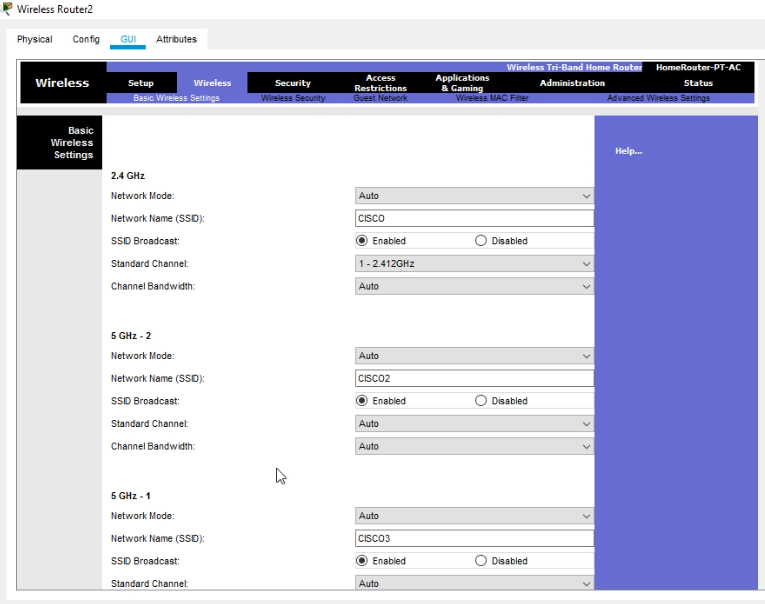 Wireless Router2
Physical Config GUI Attributes
Wireless Tri-Band Home Router HomeRouter-PT-AC
Wireless Setup Wireless Security Access Restrictions Applications & Gaming Administration Status
Basic Wireless Settings Wireless Security Guest Network Wireless MAC Filter Advanced Wireless Settings
Basic
Wireless
Settings
Help...
2.4 GHz
Network Mode: Auto
Network Name (SSID): CISCO
SSID Broadcast: Enabled Disabled
Standard Channel: 1 - 2.412GHz
Channel Bandwidth: Auto
5 GHz - 2
Network Mode: Auto
Network Name (SSID): CISCO2
SSID Broadcast: Enabled Disabled
Standard Channel: Auto
Channel Bandwidth: Auto
5 GHz - 1
Network Mode: Auto
Network Name (SSID): CISCO3
SSID Broadcast: Enabled Disabled
Standard Channel: Auto